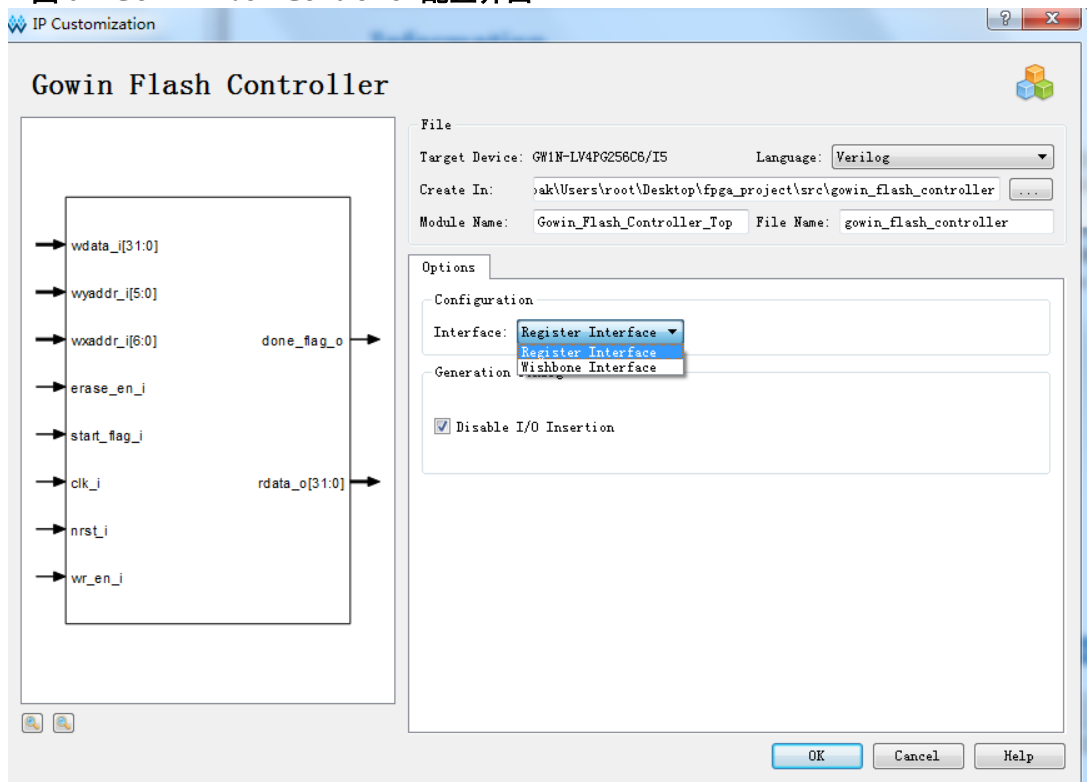 IP Customization
Gowin Flash Controller
wdata_i[31:0]
wyaddr_i[5:0]
wxaddr_i[6:0]
done_flag_o
erase_en_i
start_flag_i
clk_i
rdata_o[31:0]
nrst_i
wr_en_i
File
Target Device: GW1N-LV4PG256C6/I5 Language: Verilog
Create In: oak\Users\root\Desktop\fpga_project\src\gowin_flash_controller ...
Module Name: Gowin_Flash_Controller_Top File Name: gowin_flash_controller
Options
Configuration
Interface: Register Interface
Register Interface
Wishbone Interface
Generation
Disable I/O Insertion
OK Cancel Help